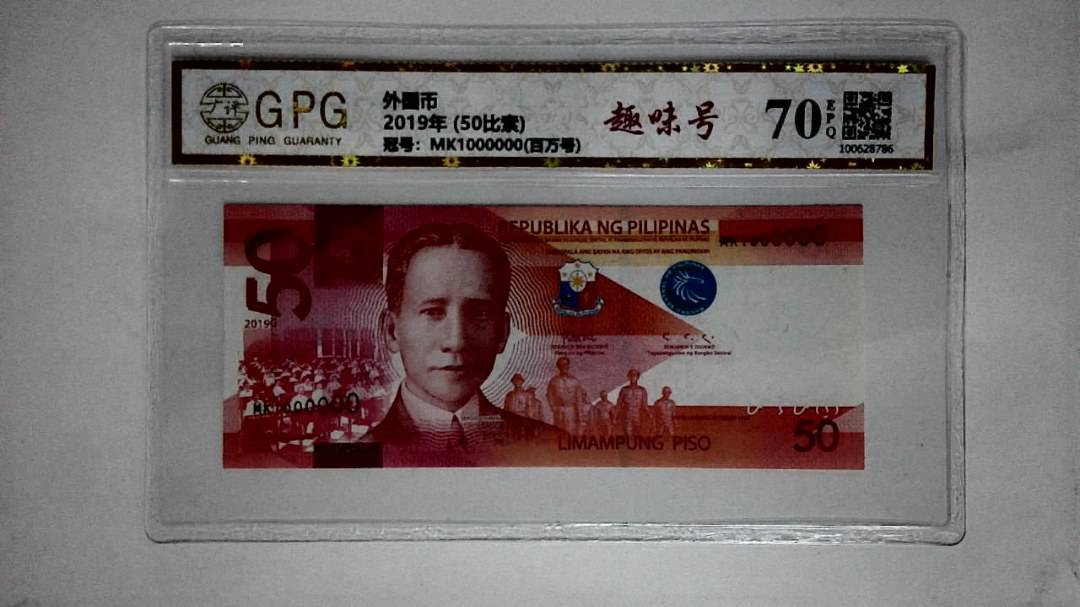 GPG
GUANG PING GUARANTY
外国币
2019年 (50比索)
冠号：MK1000000(百万号)
趣味号
70
EPQ
100628786
REPUBLIKA NG PILIPINAS
MK1000000
50
2019G
MK1000000
LIMAMPUNG PISO
50